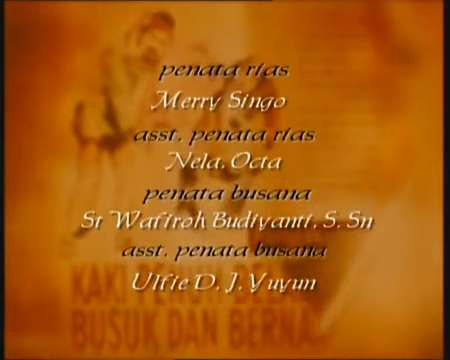 penata rias
Merry Singo
asst. penata rias
Nela. Octa
penata busana
St Wafiroh Budiyanti. S. Sn
asst. penata busana
Ulfie D. J. Yuyun
KAKI
BUSUK DAN BERNA